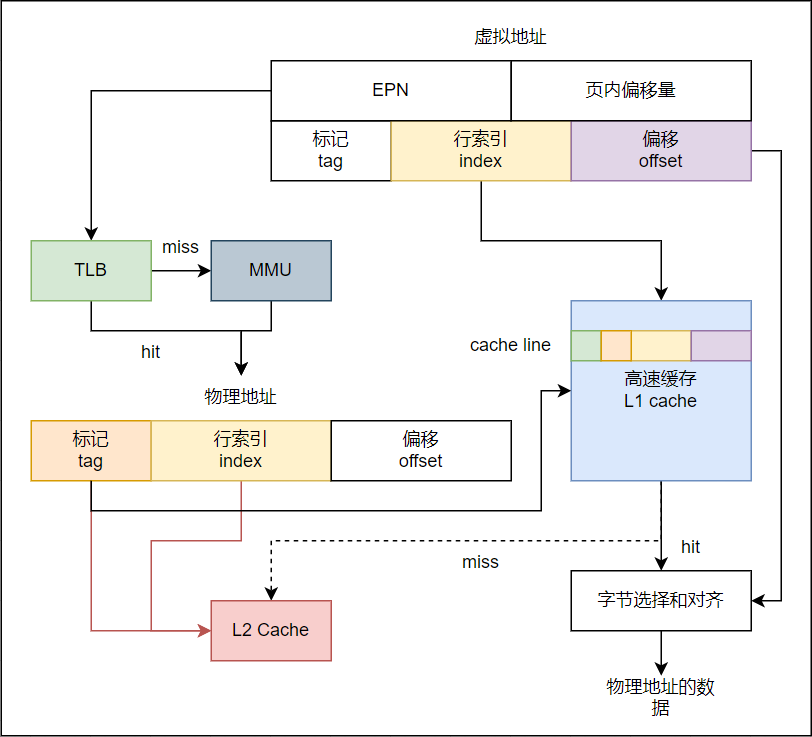 虚拟地址
EPN
页内偏移量
标记
tag
行索引
index
偏移
offset
TLB
miss
MMU
hit
cache line
高速缓存
L1 cache
物理地址
标记
tag
行索引
index
偏移
offset
miss
hit
L2 Cache
字节选择和对齐
物理地址的数
据